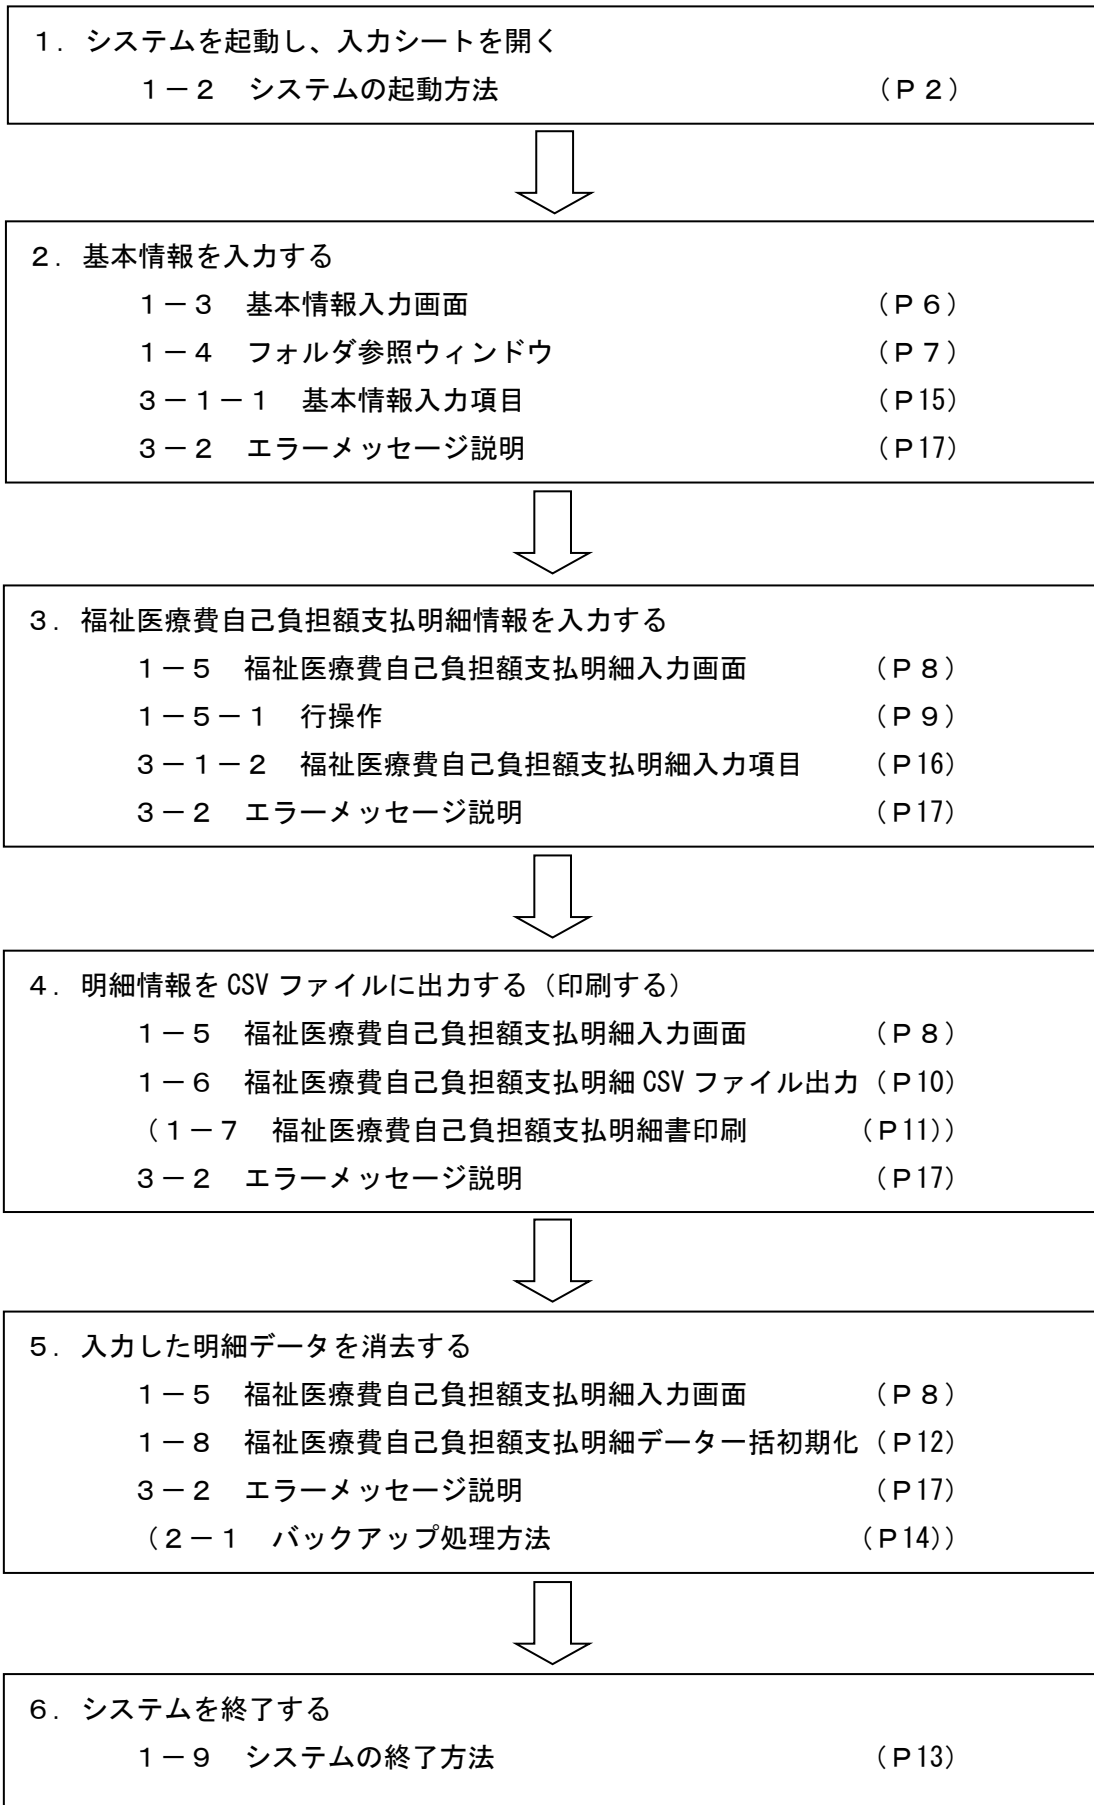 １．システムを起動し、入力シートを開く
１－２　システムの起動方法　（Ｐ２）
２．基本情報を入力する
１－３　基本情報入力画面　（Ｐ６）
１－４　フォルダ参照ウィンドウ　（Ｐ７）
３－１－１　基本情報入力項目　（Ｐ15）
３－２　エラーメッセージ説明　（Ｐ17）
３．福祉医療費自己負担額支払明細情報を入力する
１－５　福祉医療費自己負担額支払明細入力画面　（Ｐ８）
１－５－１　行操作　（Ｐ９）
３－１－２　福祉医療費自己負担額支払明細入力項目　（Ｐ16）
３－２　エラーメッセージ説明　（Ｐ17）
４．明細情報を CSV ファイルに出力する（印刷する）
１－５　福祉医療費自己負担額支払明細入力画面　（Ｐ８）
１－６　福祉医療費自己負担額支払明細 CSV ファイル出力（Ｐ10）
（１－７　福祉医療費自己負担額支払明細書印刷　（Ｐ11））
３－２　エラーメッセージ説明　（Ｐ17）
５．入力した明細データを消去する
１－５　福祉医療費自己負担額支払明細入力画面　（Ｐ８）
１－８　福祉医療費自己負担額支払明細データ一括初期化（Ｐ12）
３－２　エラーメッセージ説明　（Ｐ17）
（２－１　バックアップ処理方法　（Ｐ14））
６．システムを終了する
１－９　システムの終了方法　（Ｐ13）